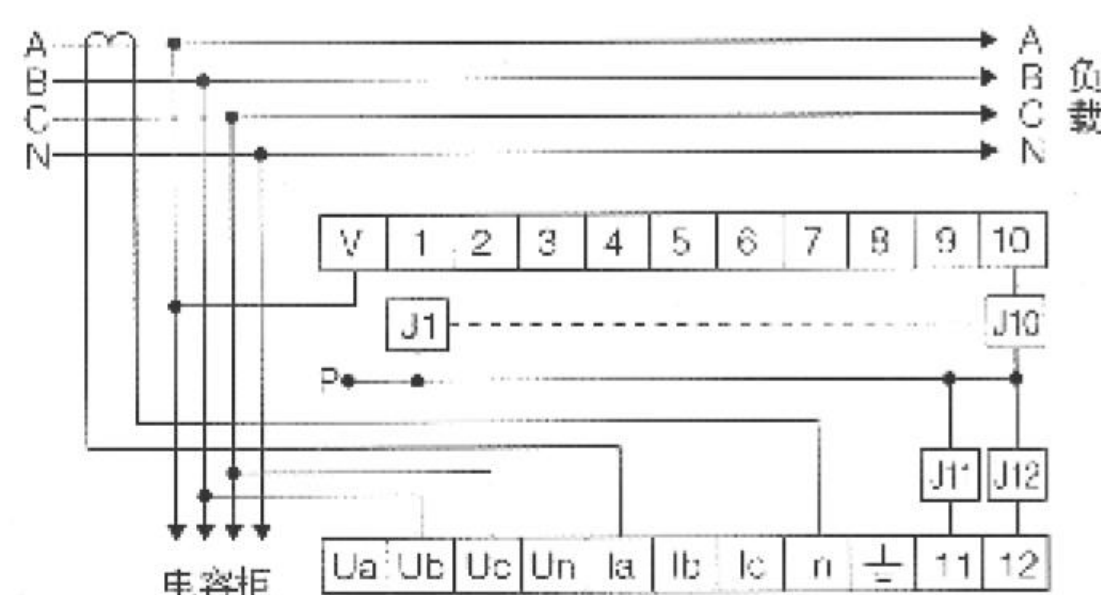 A A
B B 负
C C 载
N N
V 1 2 3 4 5 6 7 8 9 10
J1 J10
P
J11 J12
Ua Ub Uc Un Ia Ib Ic n 11 12
电容柜